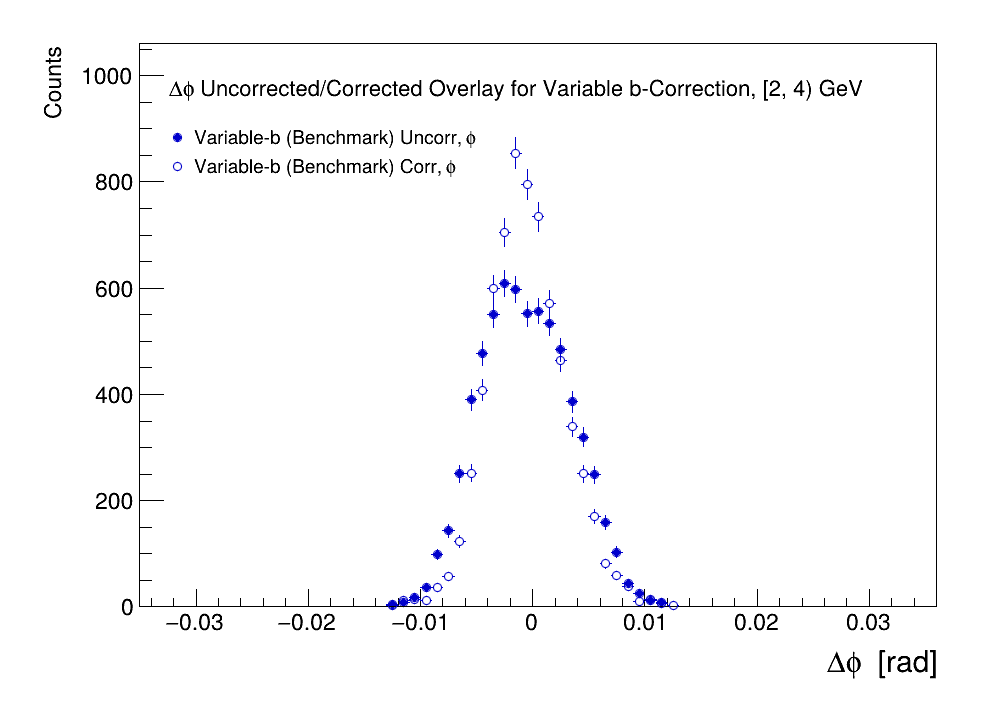 Counts
1000
800
600
400
200
0
Δϕ Uncorrected/Corrected Overlay for Variable b-Correction, [2, 4) GeV
Variable-b (Benchmark) Uncorr, ϕ
Variable-b (Benchmark) Corr, ϕ
−0.03 −0.02 −0.01 0 0.01 0.02 0.03
Δϕ [rad]